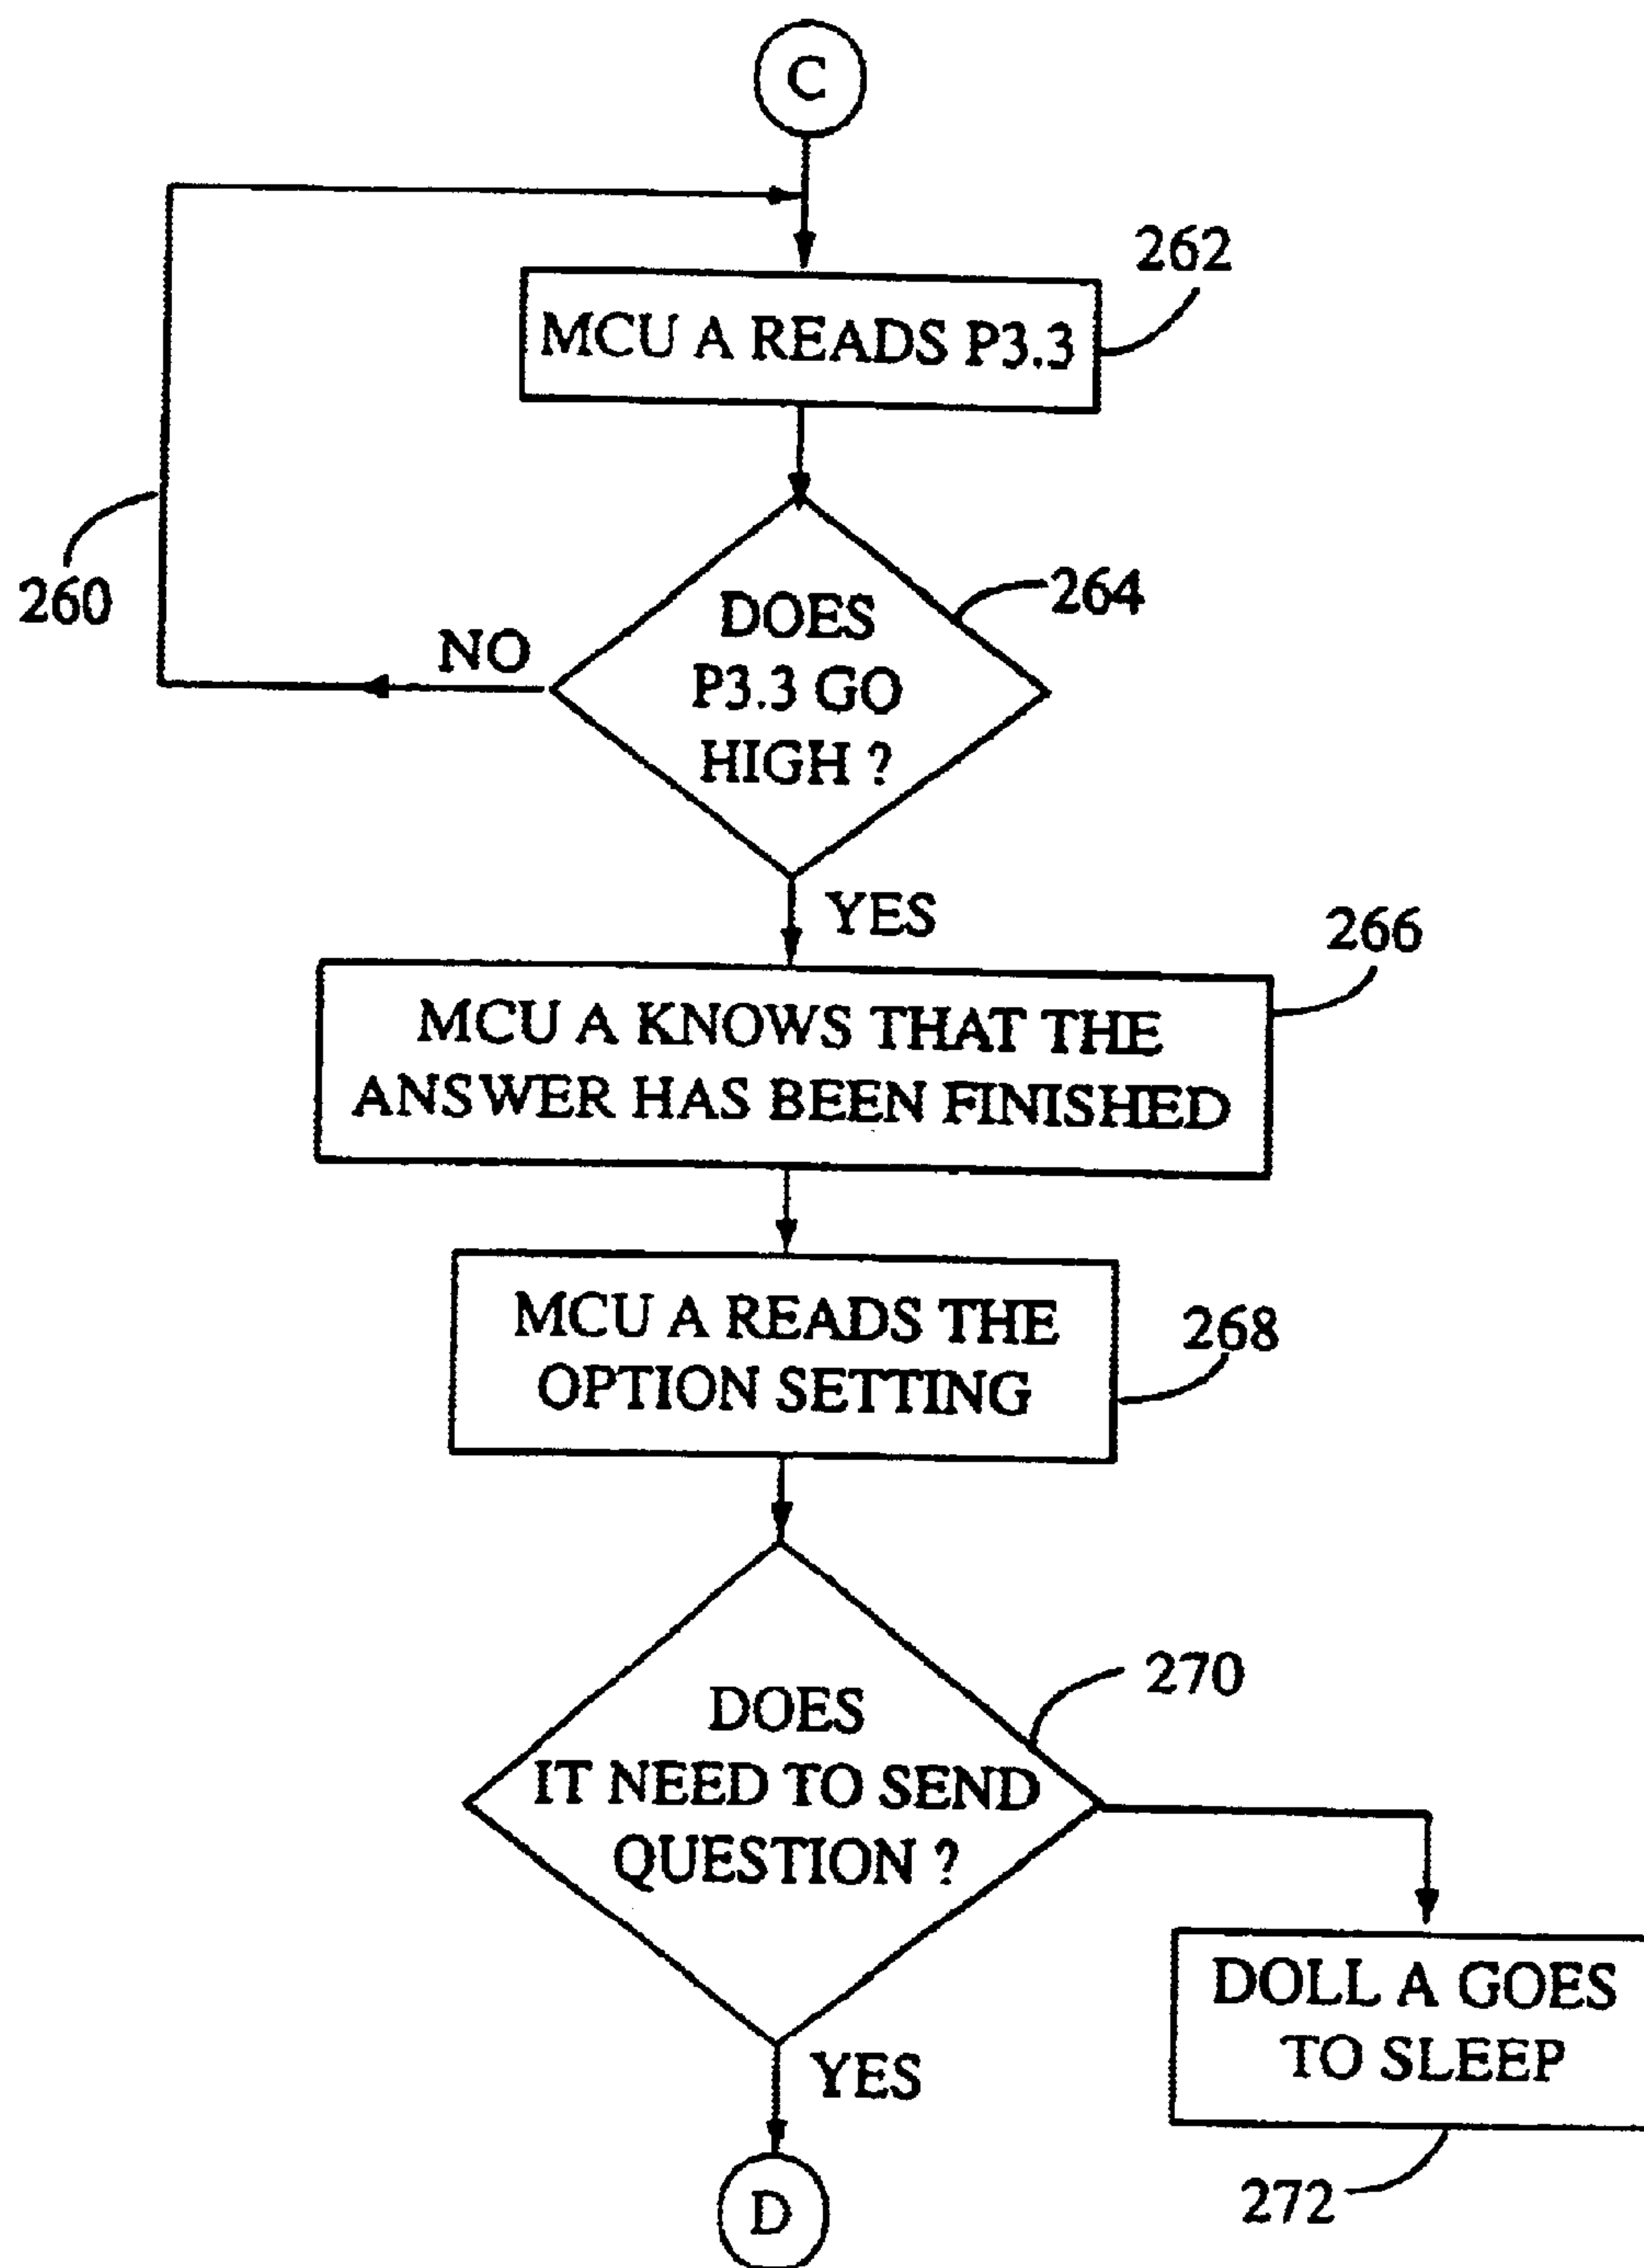 C
262
MCU A READS P3.3
260
264
DOES
P3.3 GO
HIGH ?
NO
YES
266
MCU A KNOWS THAT THE
ANSWER HAS BEEN FINISHED
MCU A READS THE
OPTION SETTING
268
270
DOES
IT NEED TO SEND
QUESTION ?
DOLL A GOES
TO SLEEP
YES
272
D